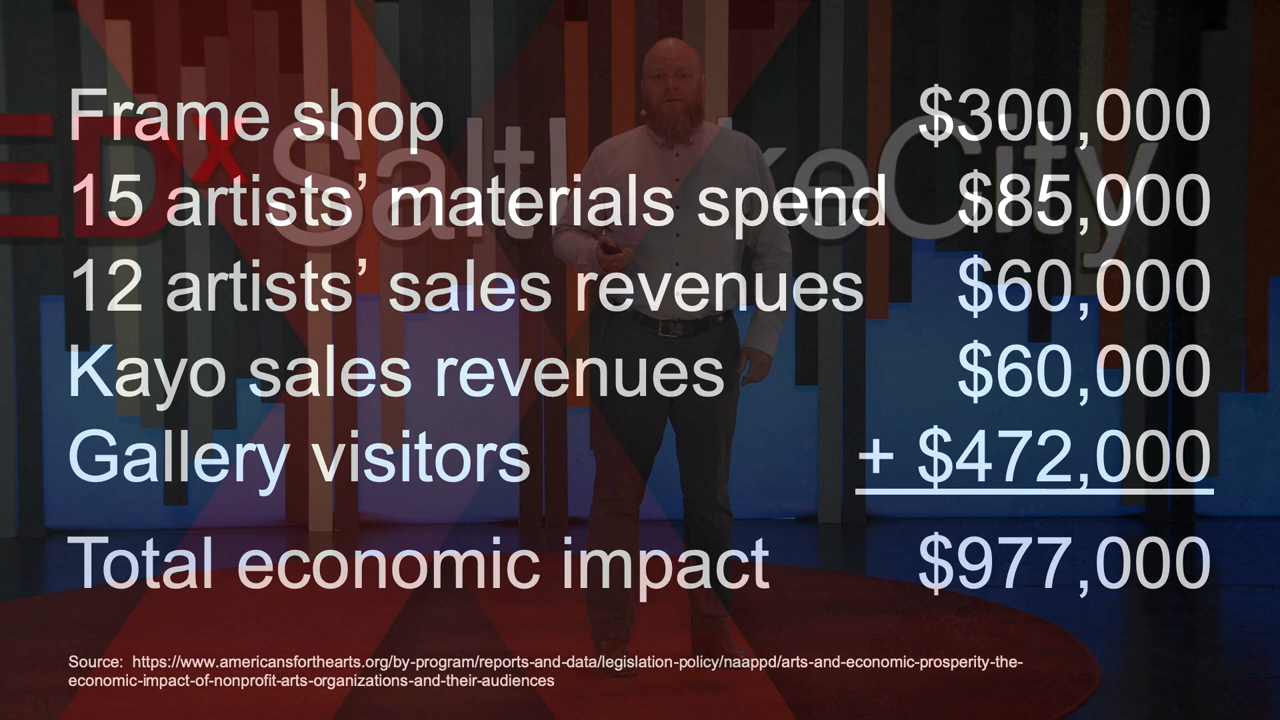 Frame shop $300,000
15 artists’ materials spend $85,000
12 artists’ sales revenues $60,000
Kayo sales revenues $60,000
Gallery visitors + $472,000
Total economic impact $977,000
Source: https://www.americansforthearts.org/by-program/reports-and-data/legislation-policy/naappd/arts-and-economic-prosperity-the-
economic-impact-of-nonprofit-arts-organizations-and-their-audiences
EDxSaltL keCity